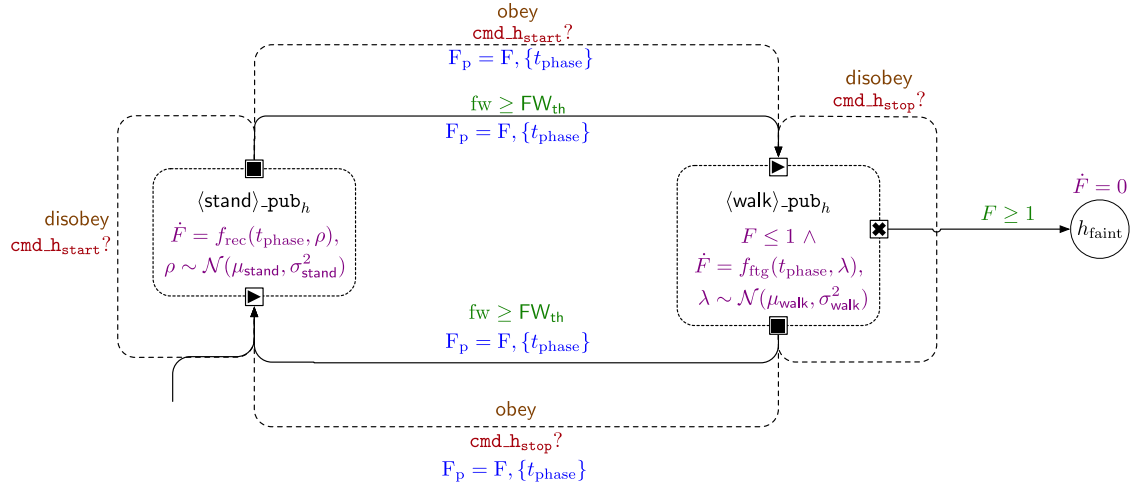 obey
cmd_h_start?
F_p = F, {t_phase}
fw ≥ FW_th
F_p = F, {t_phase}
disobey
cmd_h_stop?
disobey
cmd_h_start?
⟨stand⟩_pub_h
Ḟ = f_rec(t_phase, ρ),
ρ ∼ N(μ_stand, σ²_stand)
⟨walk⟩_pub_h
F ≤ 1 ∧
Ḟ = f_ftg(t_phase, λ),
λ ∼ N(μ_walk, σ²_walk)
F ≥ 1
Ḟ = 0
h_faint
fw ≥ FW_th
F_p = F, {t_phase}
obey
cmd_h_stop?
F_p = F, {t_phase}